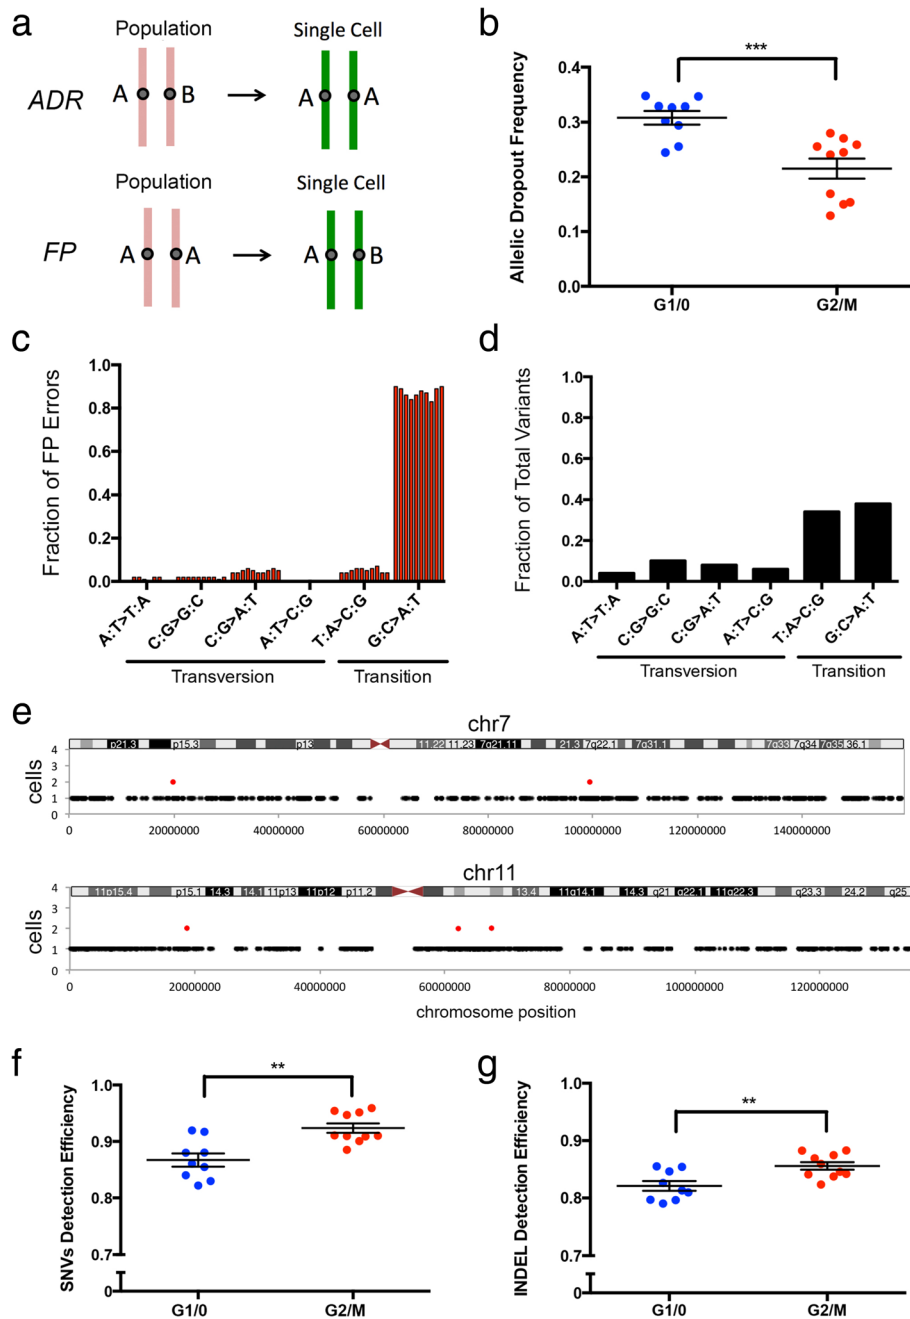 a
Population
Single Cell
ADR
A
B
A
A
Population
Single Cell
FP
A
A
A
B
b
***
Allelic Dropout Frequency
0.4
0.3
0.2
0.1
0.0
G1/0
G2/M
c
Fraction of FP Errors
1.0
0.8
0.6
0.4
0.2
0.0
A:T>T:A
C:G>G:C
C:G>A:T
A:T>C:G
T:A>C:G
G:C>A:T
Transversion
Transition
d
Fraction of Total Variants
1.0
0.8
0.6
0.4
0.2
0.0
A:T>T:A
C:G>G:C
C:G>A:T
A:T>C:G
T:A>C:G
G:C>A:T
Transversion
Transition
e
chr7
p21.3 p15.3 p13 11.22 11.23 7q21.11 21.3 7q22.1 7q31.1 7q33 7q34 7q35 36.1
cells
4
3
2
1
0
0 20000000 40000000 60000000 80000000 100000000 120000000 140000000
chr11
11p15.4 p15.1 14.3 14.1 11p13 11p12 p11.2 13.4 11q14.1 14.3 q21 q22.1 11q22.3 q23.3 24.2 q25
cells
4
3
2
1
0
0 20000000 40000000 60000000 80000000 100000000 120000000
chromosome position
f
**
SNVs Detection Efficiency
1.0
0.9
0.8
0.7
0
G1/0
G2/M
g
**
INDEL Detection Efficiency
1.0
0.9
0.8
0.7
0
G1/0
G2/M